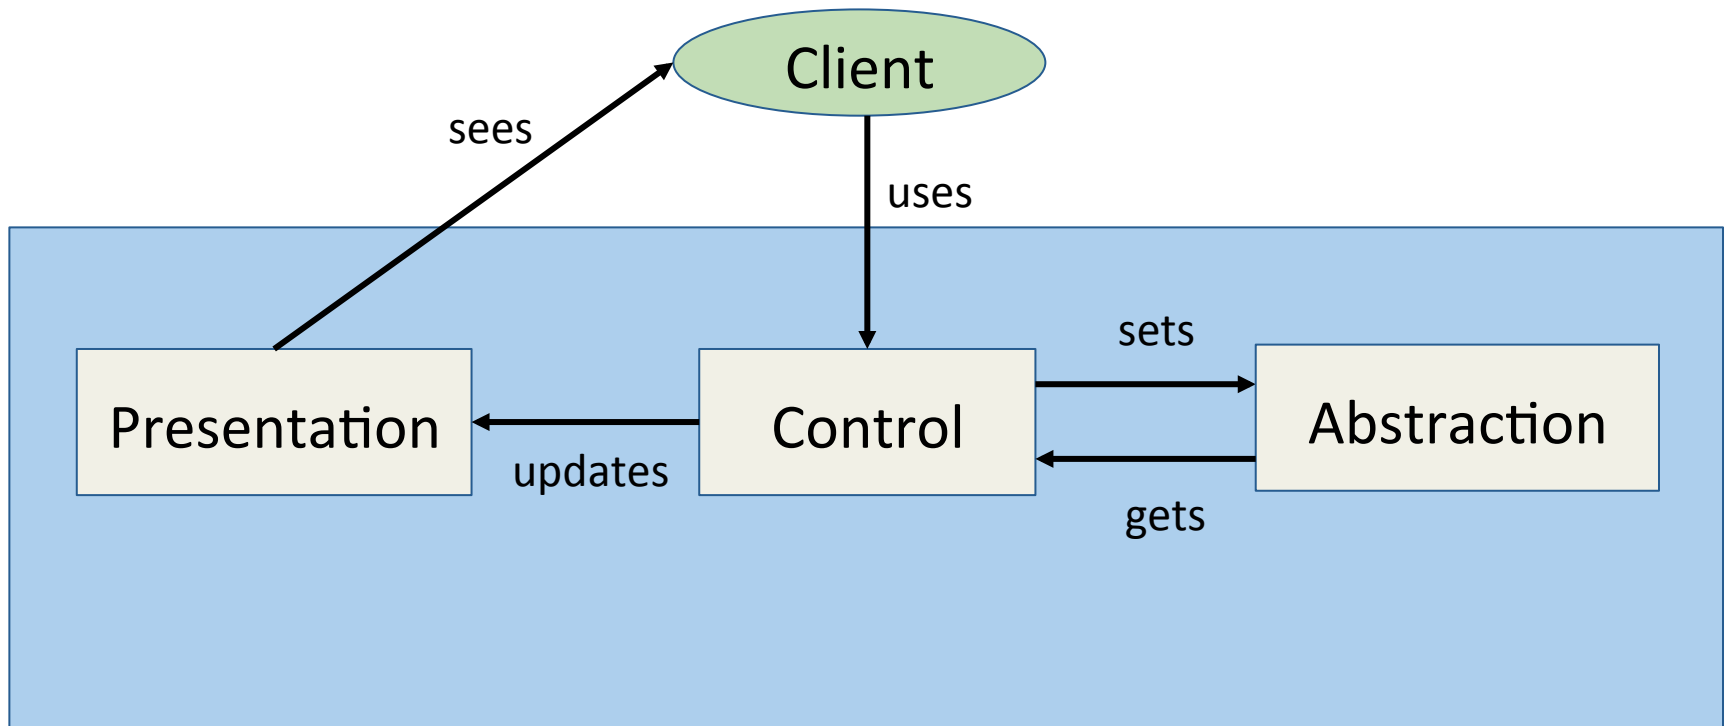 Client
sees
uses
sets
Presentation
Control
Abstraction
updates
gets